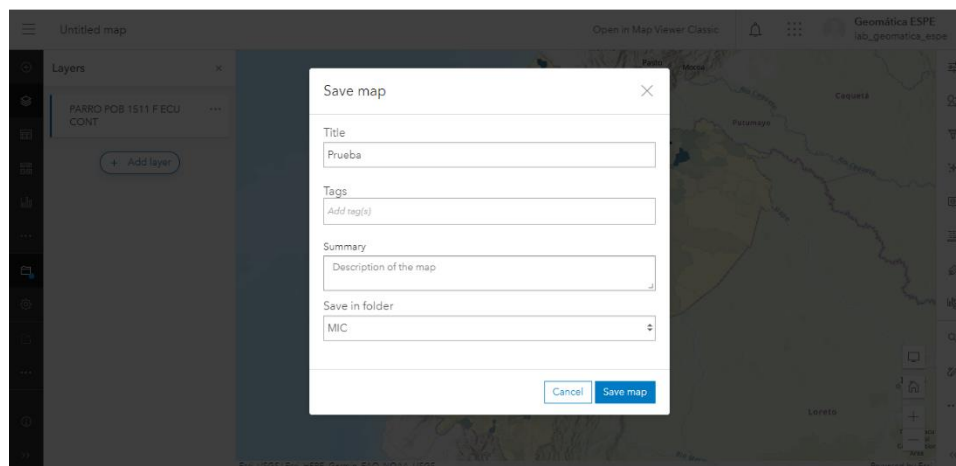 Untitled map
Open in Map Viewer Classic
Geomática ESPE
lab_geomatica_espe
Layers
PARRO POB 1511 F ECU
CONT
+ Add layer
Save map
Title
Prueba
Tags
Add tag(s)
Summary
Description of the map
Save in folder
MIC
Cancel
Save map
Pasto
Mocoa
Caquetá
Putumayo
Loreto